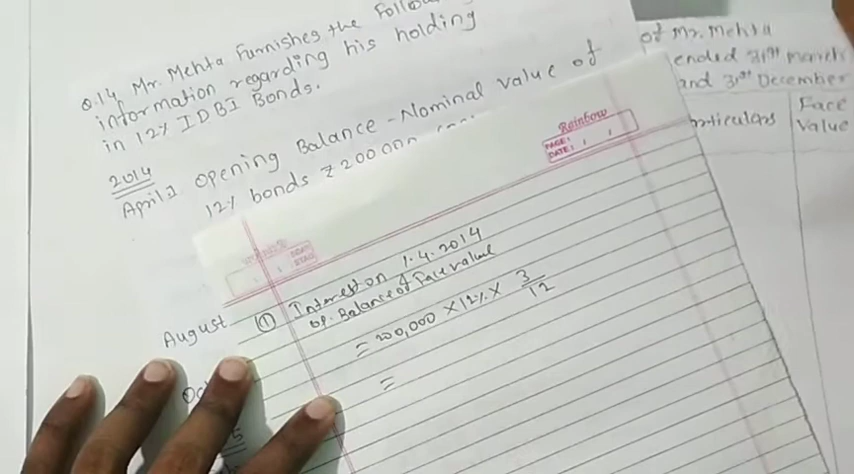 Q.14 Mr. Mehta Furnishes the
information regarding his holding
in 12% IDBI Bonds.
2014
April 1 opening Balance - Nominal value of
12% bonds ₹200000
August
of Mr. Mehta
ended 31st march
and 31st December
Face
Value
Rainbow
PAGE:
DATE: / /
① Interest on 1.4.2014
op. Balance of Face value
= 200,000 × 12% × 3/12
=